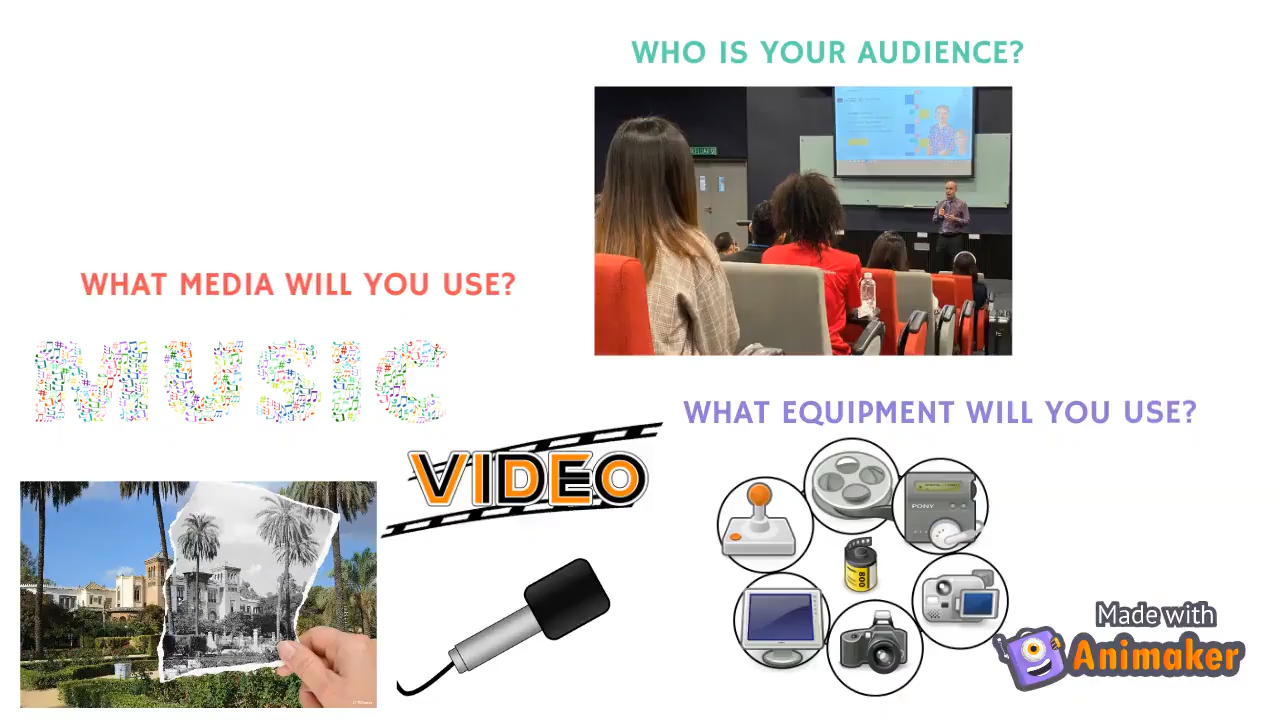 WHO IS YOUR AUDIENCE?
WHAT MEDIA WILL YOU USE?
MUSIC
VIDEO
WHAT EQUIPMENT WILL YOU USE?
PONY
800
Made with
Animaker